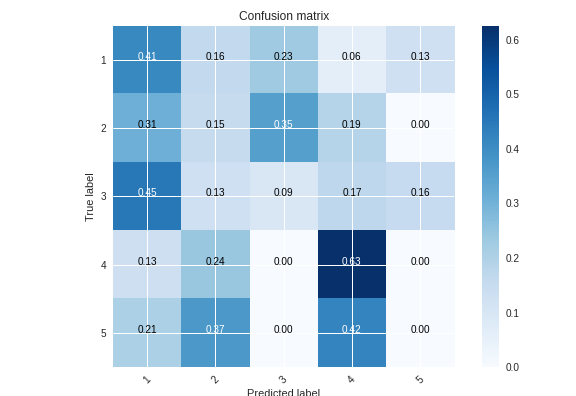 Confusion matrix
1 0.41 0.16 0.23 0.06 0.13
2 0.31 0.15 0.35 0.19 0.00
3 0.45 0.13 0.09 0.17 0.16
4 0.13 0.24 0.00 0.63 0.00
5 0.21 0.37 0.00 0.42 0.00
1 2 3 4 5
True label
Predicted label
0.6
0.5
0.4
0.3
0.2
0.1
0.0